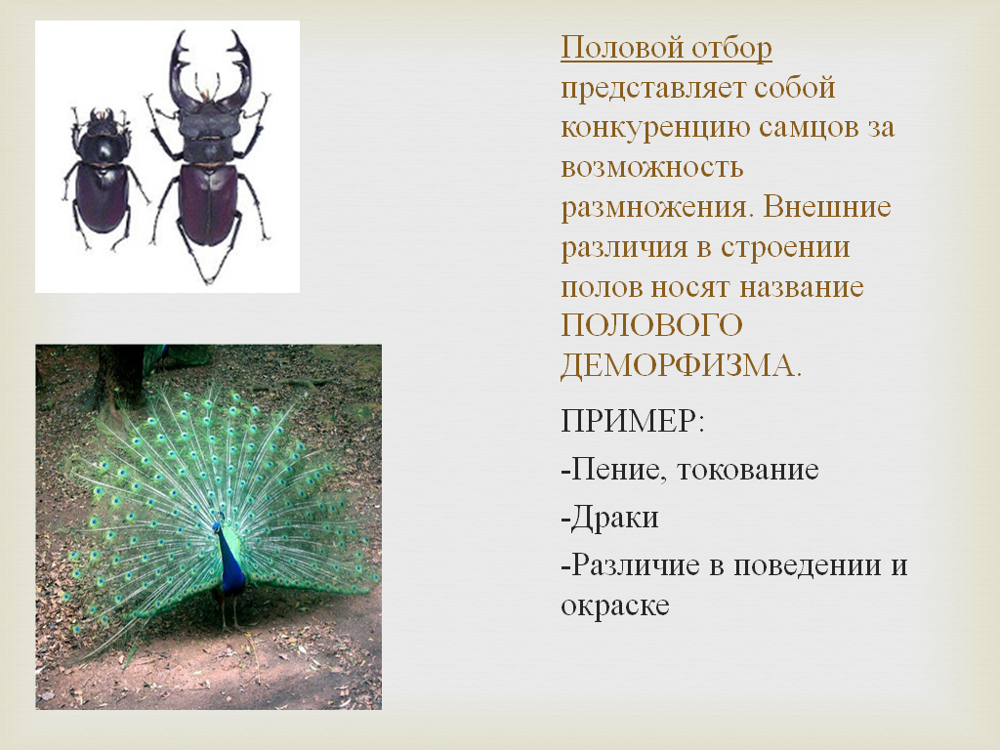 Половой отбор
представляет собой
конкуренцию самцов за
возможность
размножения. Внешние
различия в строении
полов носят название
ПОЛОВОГО
ДЕМОРФИЗМА.
ПРИМЕР:
-Пение, токование
-Драки
-Различие в поведении и
окраске